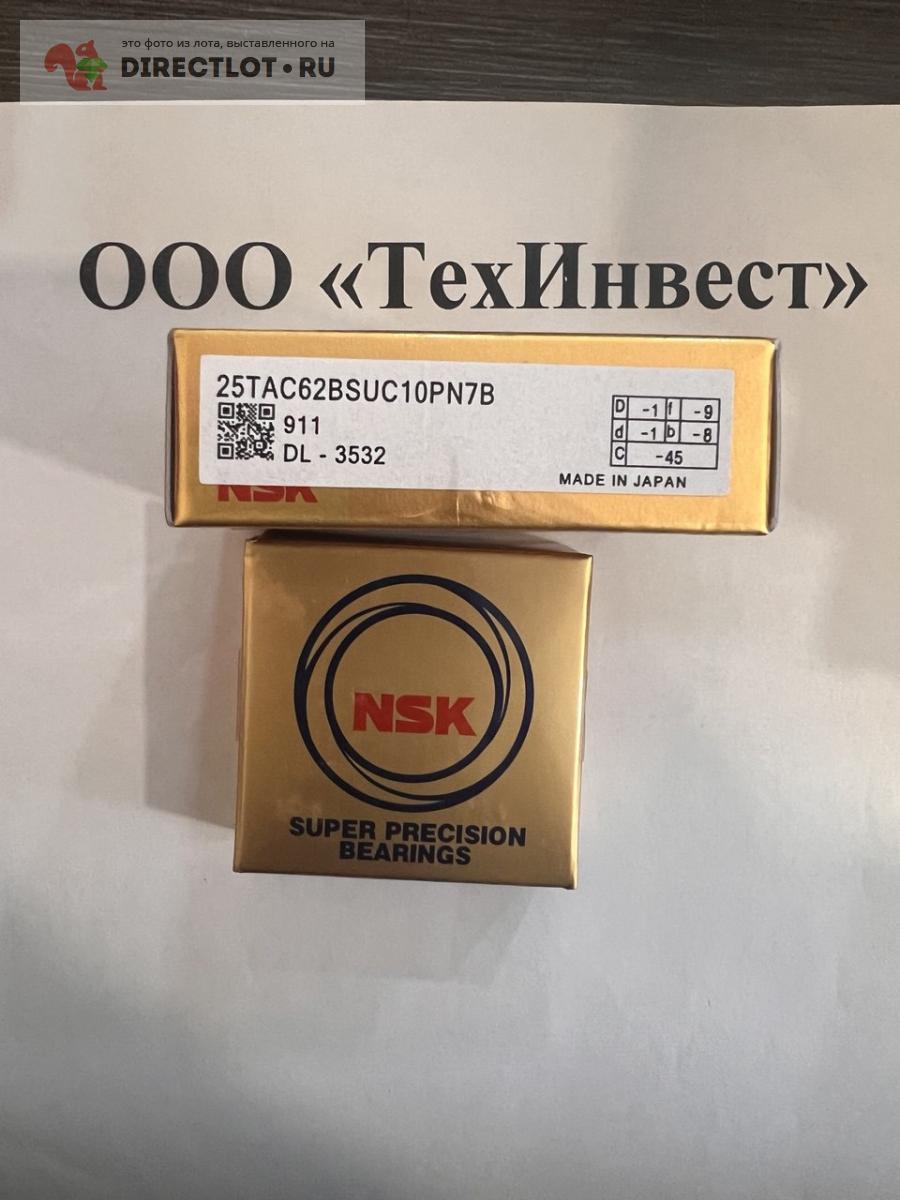 это фото из лота, выставленного на
DIRECTLOT.RU
ООО «ТехИнвест»
25TAC62BSUC10PN7B
911
DL - 3532
D -1 f -9
d -1 b -8
C -45
MADE IN JAPAN
NSK
NSK
SUPER PRECISION
BEARINGS